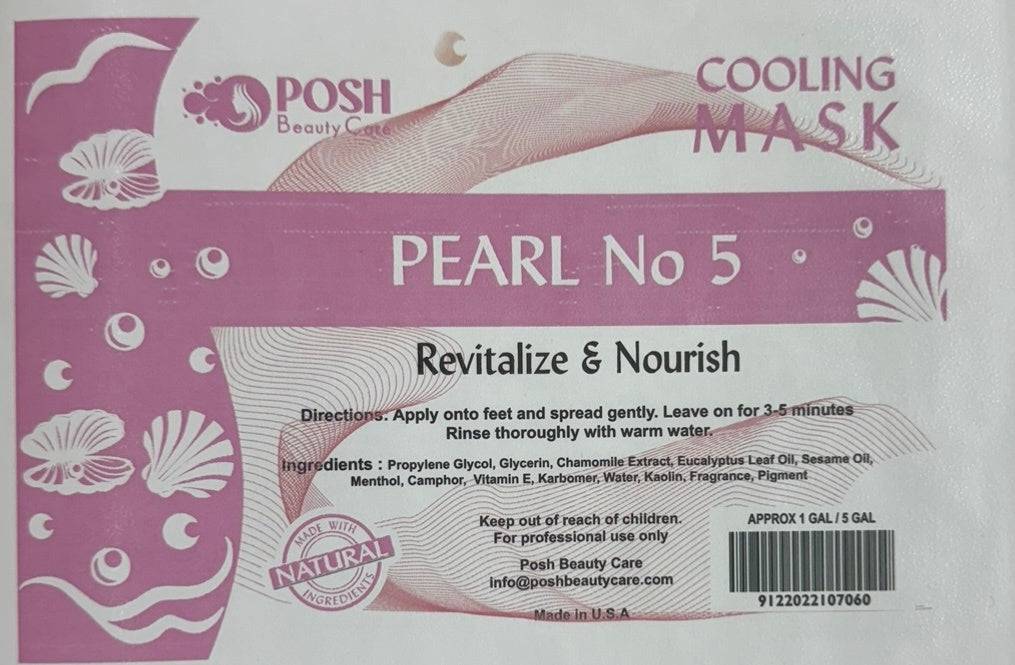 POSH
Beauty Care
COOLING
MASK
PEARL No 5
Revitalize & Nourish
Directions. Apply onto feet and spread gently. Leave on for 3-5 minutes
Rinse thoroughly with warm water.
Ingredients : Propylene Glycol, Glycerin, Chamomile Extract, Eucalyptus Leaf Oil, Sesame Oil,
Menthol, Camphor, Vitamin E, Karbomer, Water, Kaolin, Fragrance, Pigment
MADE WITH
NATURAL
INGREDIENTS
Keep out of reach of children.
For professional use only
Posh Beauty Care
info@poshbeautycare.com
Made in U.S.A
APPROX 1 GAL / 5 GAL
9122022107060